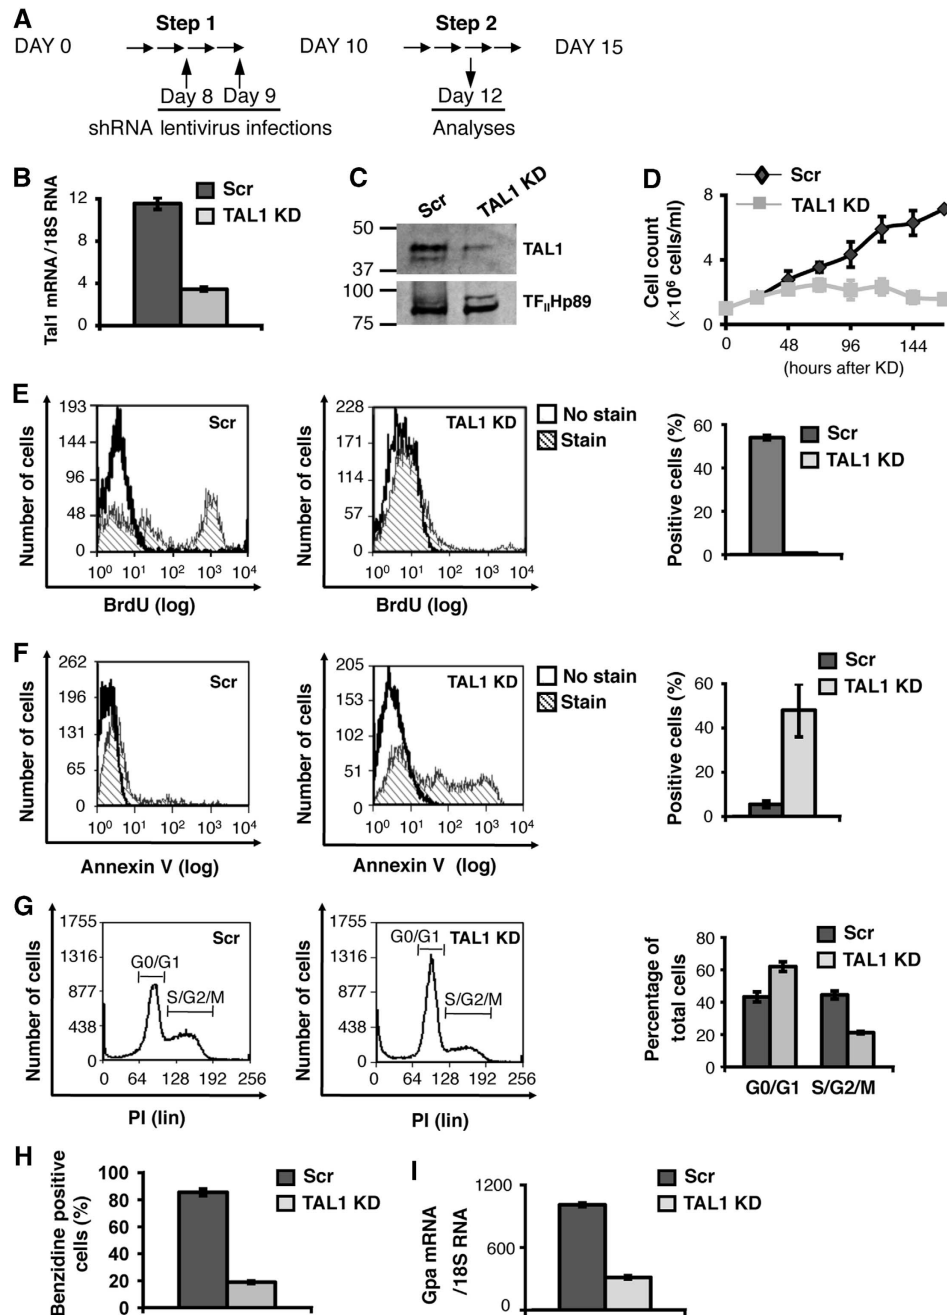 A
Step 1
Step 2
DAY 0
DAY 10
DAY 15
Day 8
Day 9
Day 12
shRNA lentivirus infections
Analyses
B
Tal1 mRNA/18S RNA
12
8
4
0
Scr
TAL1 KD
C
Scr
TAL1 KD
50
37
TAL1
100
75
TFIIHp89
D
Scr
TAL1 KD
Cell count
(×10⁶ cells/ml)
8
4
0
0
48
96
144
(hours after KD)
E
Number of cells
193
144
96
48
0
Scr
10⁰ 10¹ 10² 10³ 10⁴
BrdU (log)
Number of cells
228
171
114
57
0
TAL1 KD
10⁰ 10¹ 10² 10³ 10⁴
BrdU (log)
No stain
Stain
Positive cells (%)
60
40
20
0
Scr
TAL1 KD
F
Number of cells
262
196
131
65
0
Scr
10⁰ 10¹ 10² 10³ 10⁴
Annexin V (log)
Number of cells
205
153
102
51
0
TAL1 KD
10⁰ 10¹ 10² 10³ 10⁴
Annexin V (log)
No stain
Stain
Positive cells (%)
60
40
20
0
Scr
TAL1 KD
G
Number of cells
1755
1316
877
438
0
Scr
G0/G1
S/G2/M
0 64 128 192 256
PI (lin)
Number of cells
1755
1316
877
438
0
G0/G1
TAL1 KD
S/G2/M
0 64 128 192 256
PI (lin)
Percentage of
total cells
80
60
40
20
0
Scr
TAL1 KD
G0/G1 S/G2/M
H
Benzidine positive
cells (%)
100
80
60
40
20
0
Scr
TAL1 KD
I
Gpa mRNA
/18S RNA
1200
600
0
Scr
TAL1 KD